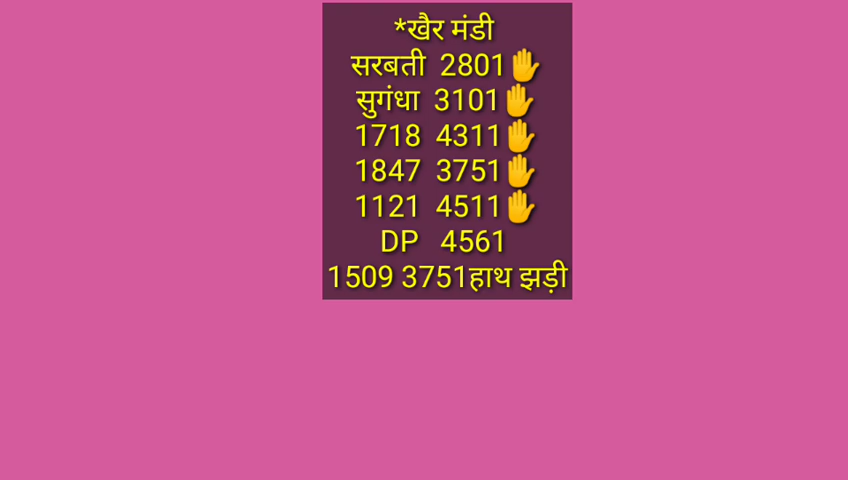 *खैर मंडी
सरबती 2801✋
सुगंधा 3101✋
1718 4311✋
1847 3751✋
1121 4511✋
DP 4561
1509 3751हाथ झड़ी